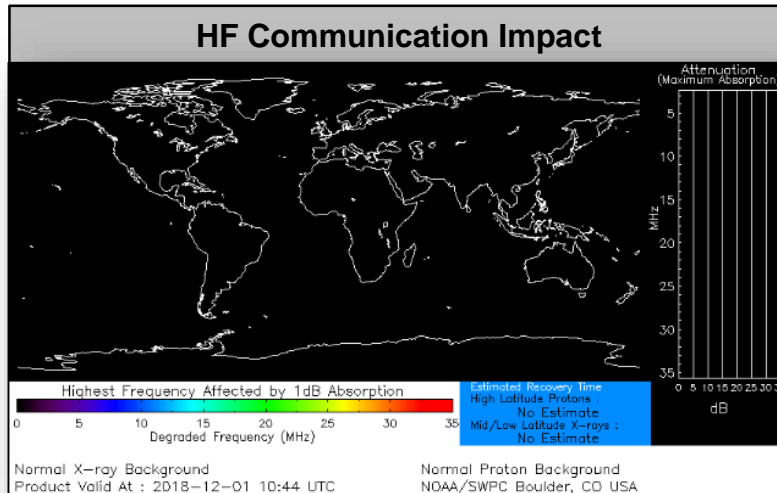 HF Communication Impact
Attenuation
(Maximum Absorption
5
10
15
20
25
30
35
MHz
0 5 10 15 20 25 30
dB
Highest Frequency Affected by 1dB Absorption
0 5 10 15 20 25 30 35
Degraded Frequency (MHz)
Estimated Recovery Time
High Latitude Protons :
No Estimate
Mid/Low Latitude X-rays :
No Estimate
Normal X-ray Background
Product Valid At : 2018-12-01 10:44 UTC
Normal Proton Background
NOAA/SWPC Boulder, CO USA